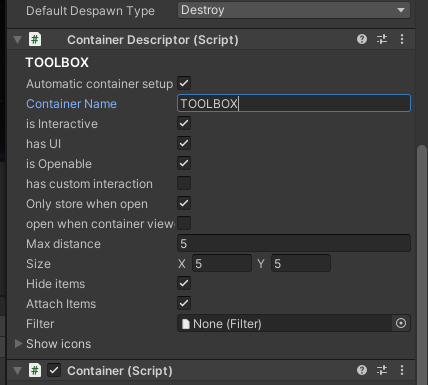 Default Despawn Type Destroy
# Container Descriptor (Script)
TOOLBOX
Automatic container setup
Container Name TOOLBOX
is Interactive
has UI
is Openable
has custom interaction
Only store when open
open when container view
Max distance 5
Size X 5 Y 5
Hide items
Attach Items
Filter None (Filter)
Show icons
# Container (Script)